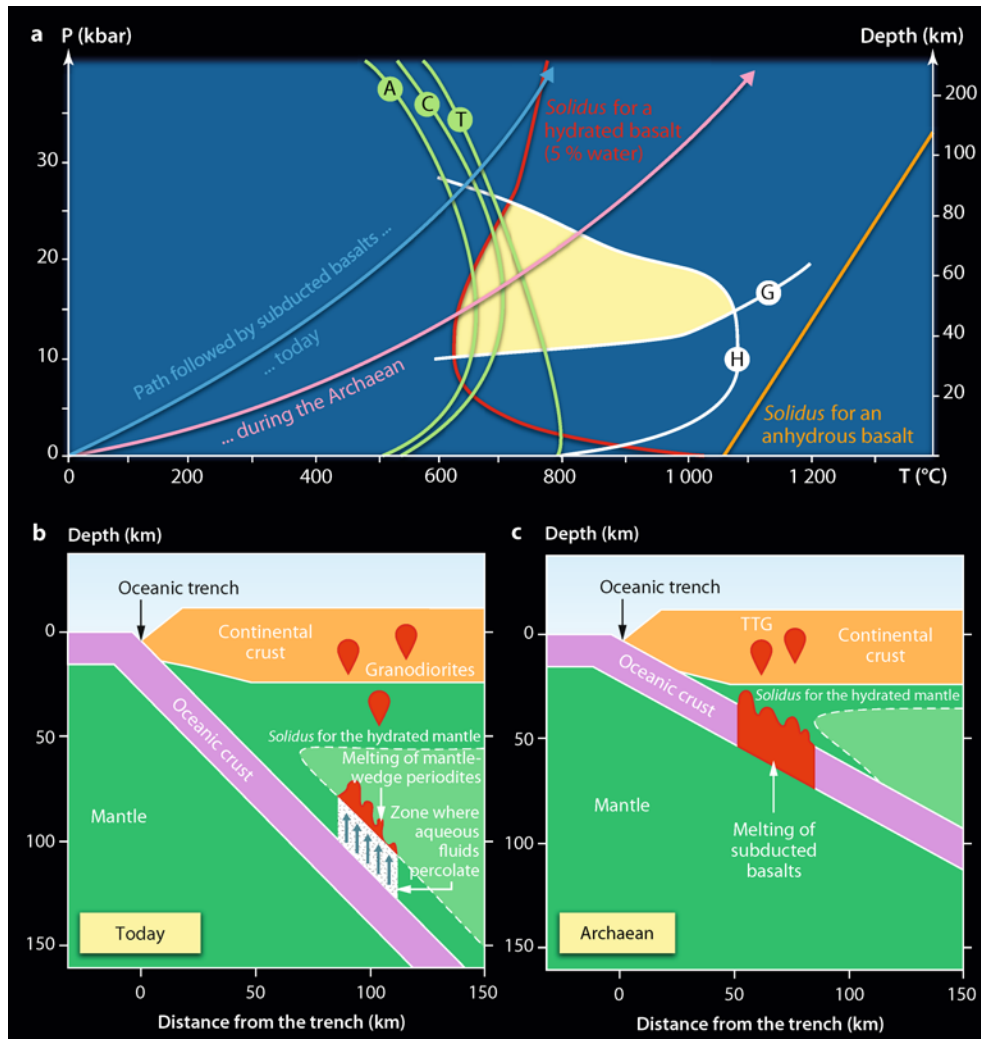 a P (kbar) Depth (km)
A
C
T
Solidus for a
hydrated basalt
(5 % water)
200
30
100
80
20
60
G
Path followed by subducted basalts ...
... today
40
10
H
... during the Archaean
20
Solidus for an
anhydrous basalt
0 0
0 200 400 600 800 1 000 1 200 T (°C)
b Depth (km)
Oceanic trench
0
Continental
crust
Granodiorites
Oceanic crust
50
Solidus for the hydrated mantle
Melting of mantle-
wedge periodites
Mantle
Zone where
aqueous
fluids
percolate
100
Today
150
0 50 100 150
Distance from the trench (km)
c Depth (km)
Oceanic trench
0
TTG
Continental
crust
Oceanic crust
Solidus for the hydrated mantle
50
Mantle
Melting of
subducted
basalts
100
Archaean
150
0 50 100 150
Distance from the trench (km)